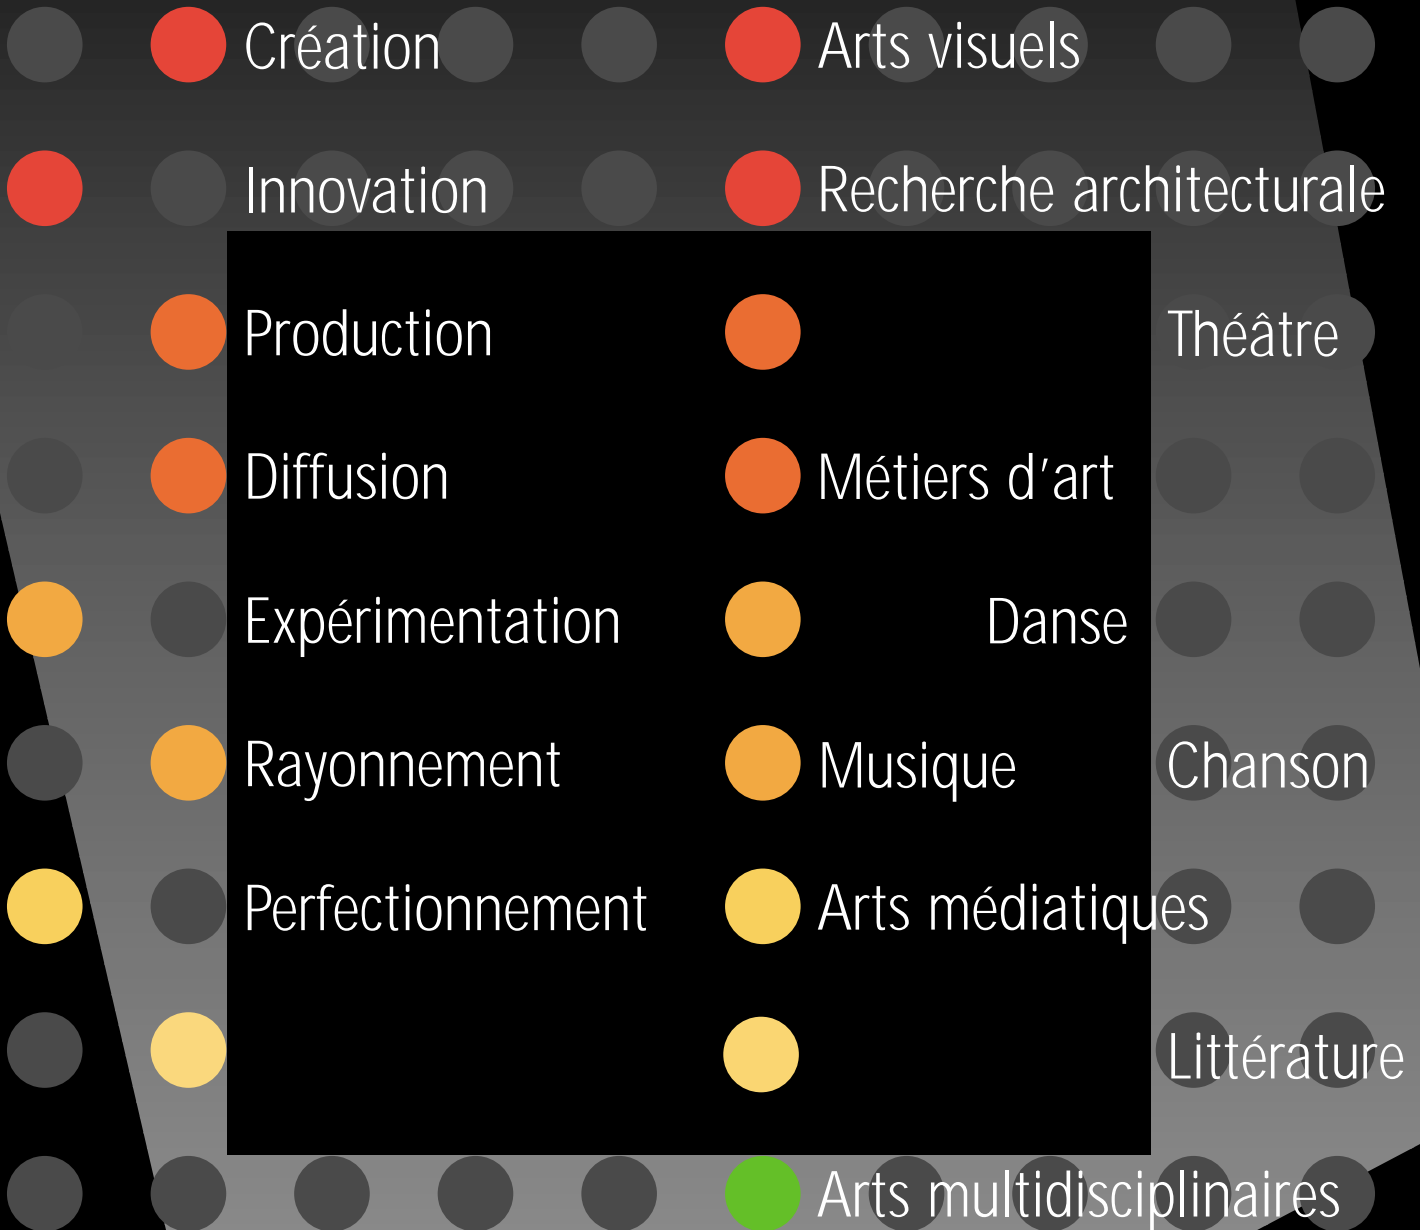 Création
Innovation
Production
Diffusion
Expérimentation
Rayonnement
Perfectionnement
Arts visuels
Recherche architecturale
Théâtre
Métiers d'art
Danse
Musique Chanson
Arts médiatiques
Littérature
Arts multidisciplinaires